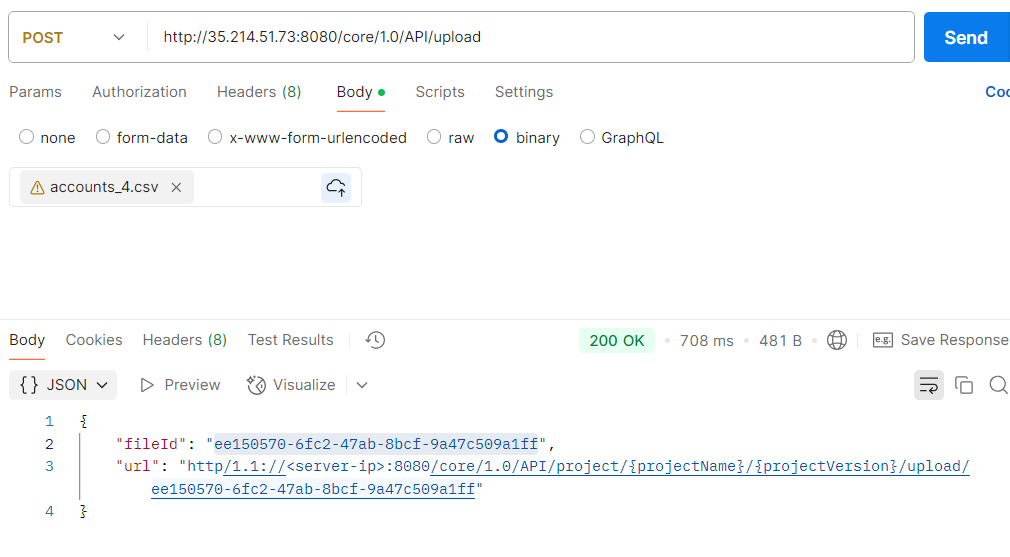 POST http://35.214.51.73:8080/core/1.0/API/upload Send
Params Authorization Headers (8) Body Scripts Settings Coo
none form-data x-www-form-urlencoded raw binary GraphQL
accounts_4.csv
Body Cookies Headers (8) Test Results 200 OK 708 ms 481 B e.g. Save Response
{} JSON Preview Visualize
1 {
2 "fileId": "ee150570-6fc2-47ab-8bcf-9a47c509a1ff",
3 "url": "http/1.1://<server-ip>:8080/core/1.0/API/project/{projectName}/{projectVersion}/upload/
ee150570-6fc2-47ab-8bcf-9a47c509a1ff"
4 }